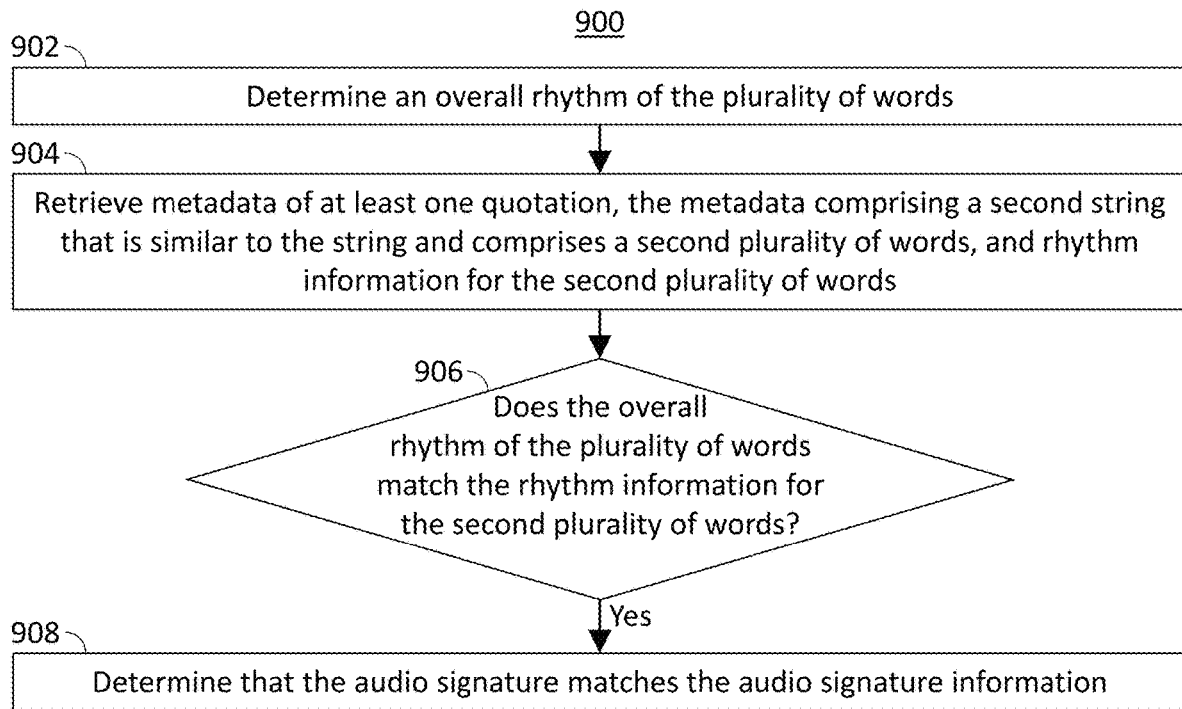 900
902
Determine an overall rhythm of the plurality of words
904
Retrieve metadata of at least one quotation, the metadata comprising a second string
that is similar to the string and comprises a second plurality of words, and rhythm
information for the second plurality of words
906
Does the overall
rhythm of the plurality of words
match the rhythm information for
the second plurality of words?
Yes
908
Determine that the audio signature matches the audio signature information